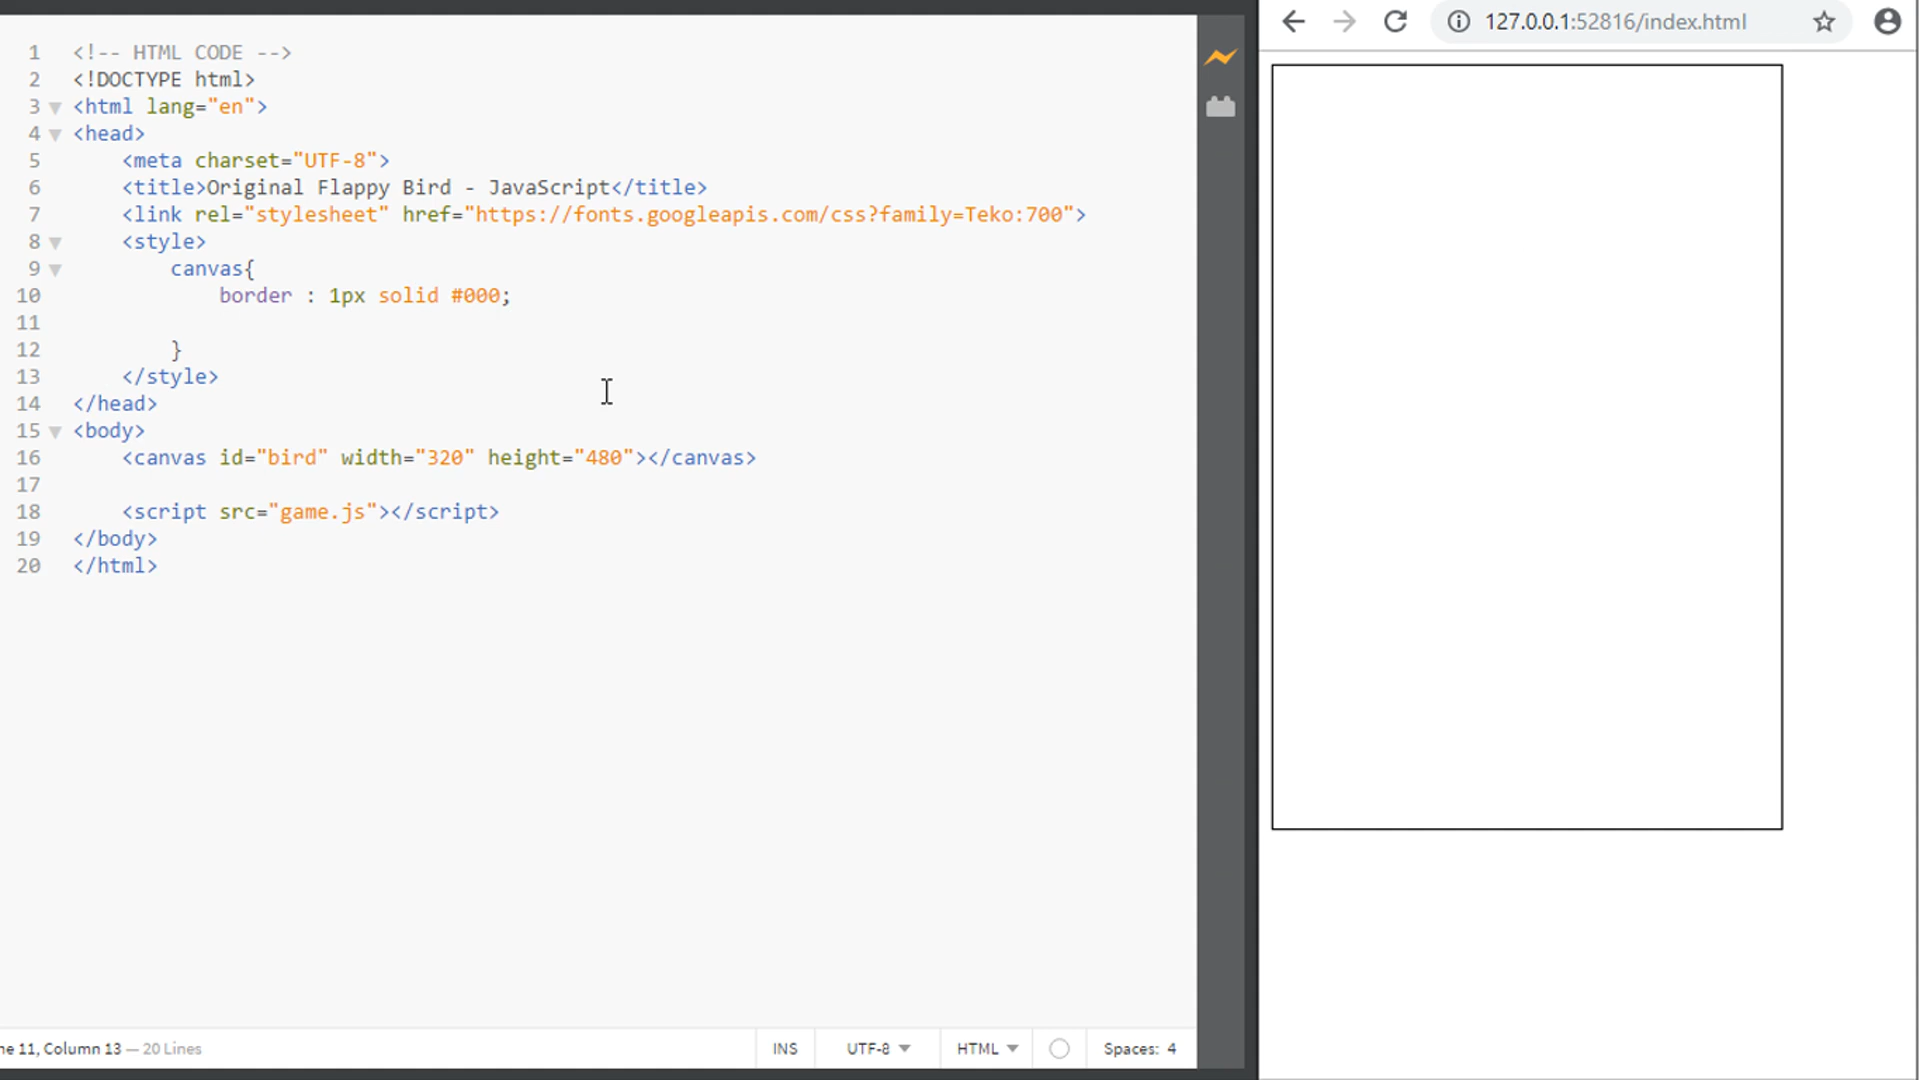 127.0.0.1:52816/index.html
1 <!-- HTML CODE -->
2 <!DOCTYPE html>
3 <html lang="en">
4 <head>
5 <meta charset="UTF-8">
6 <title>Original Flappy Bird - JavaScript</title>
7 <link rel="stylesheet" href="https://fonts.googleapis.com/css?family=Teko:700">
8 <style>
9 canvas{
10 border : 1px solid #000;
11
12 }
13 </style>
14 </head>
15 <body>
16 <canvas id="bird" width="320" height="480"></canvas>
17
18 <script src="game.js"></script>
19 </body>
20 </html>
ne 11, Column 13 — 20 Lines INS UTF-8 HTML Spaces: 4